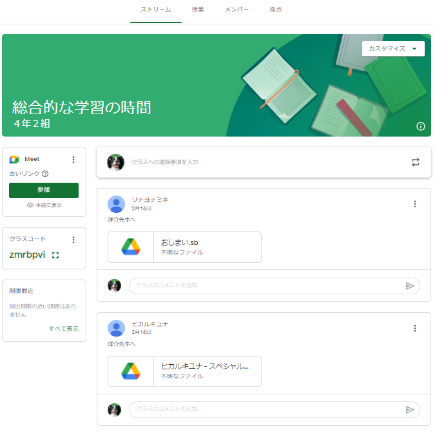 ストリーム
授業
メンバー
採点
カスタマイズ
総合的な学習の時間
4年2組
Meet
古いリンク
参加
生徒に表示
クラスコード
zmrbpvi
期限間近
提出期限の近い課題はあり
ません
すべて表示
クラスへの連絡事項を入力
リナヨナミネ
2月16日
洋介先生へ
おしまい.sb
不明なファイル
クラスのコメントを追加...
ヒカルキユナ
2月16日
洋介先生へ
ヒカルキユナ - スペシャル...
不明なファイル
クラスのコメントを追加...